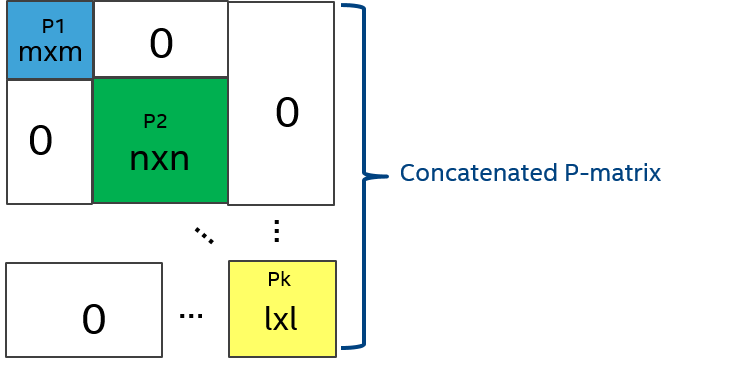 P1
mxm
0
0
P2
nxn
0
Concatenated P-matrix
⋱
⋮
0
...
Pk
lxl